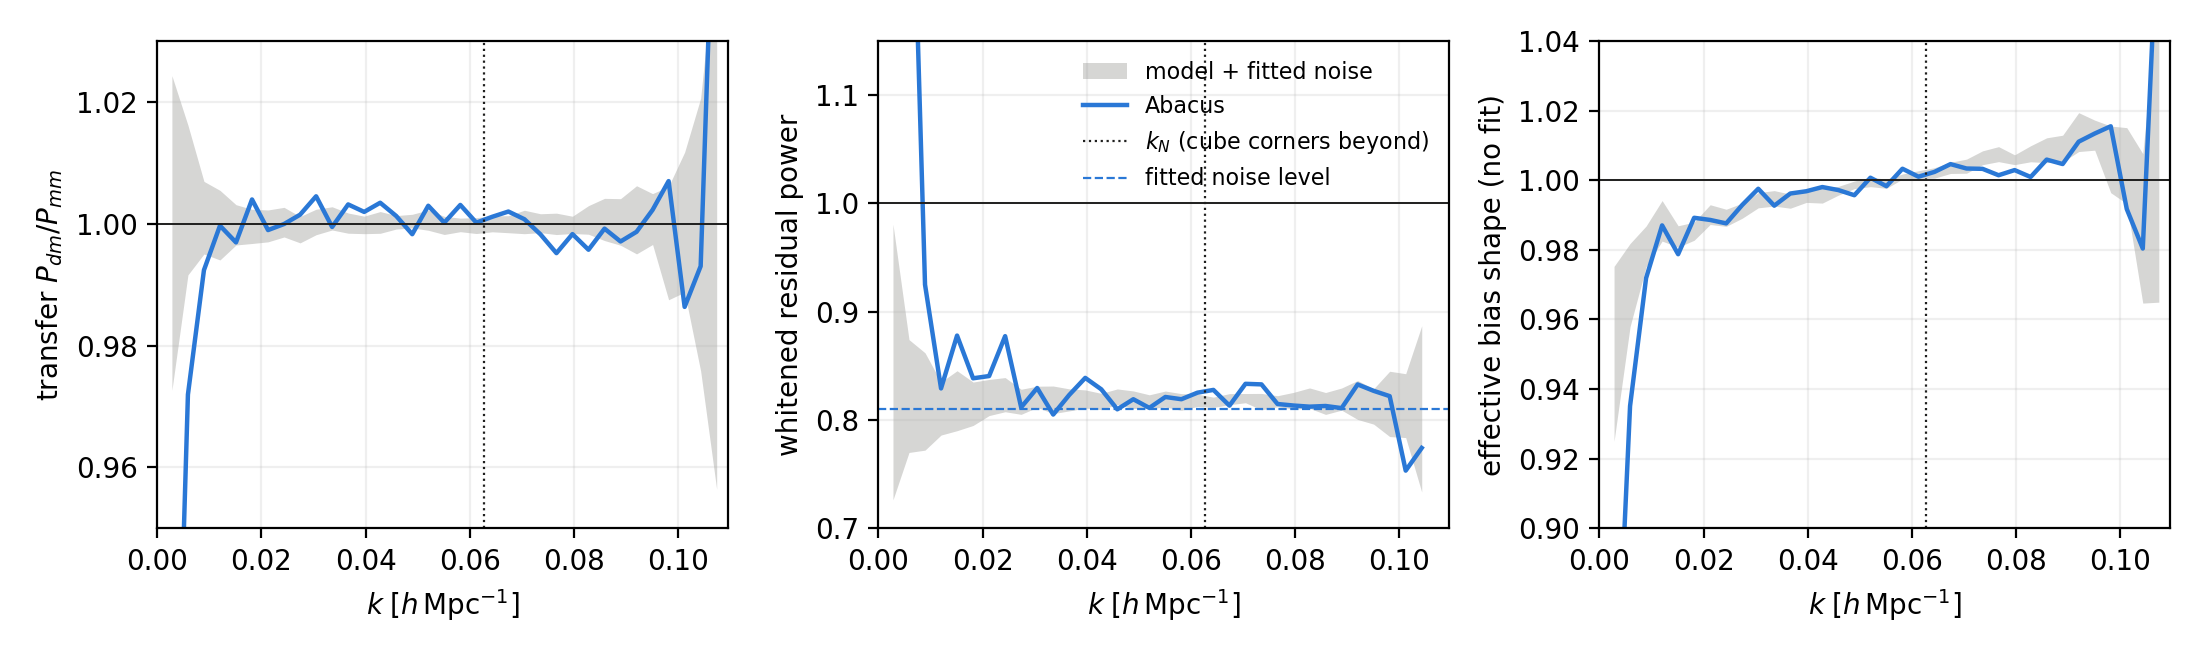 transfer P_{dm}/P_{mm}
1.02
1.00
0.98
0.96
0.00 0.02 0.04 0.06 0.08 0.10
k [h Mpc⁻¹]
whitened residual power
1.1
1.0
0.9
0.8
0.7
model + fitted noise
Abacus
k_N (cube corners beyond)
fitted noise level
0.00 0.02 0.04 0.06 0.08 0.10
k [h Mpc⁻¹]
effective bias shape (no fit)
1.04
1.02
1.00
0.98
0.96
0.94
0.92
0.90
0.00 0.02 0.04 0.06 0.08 0.10
k [h Mpc⁻¹]